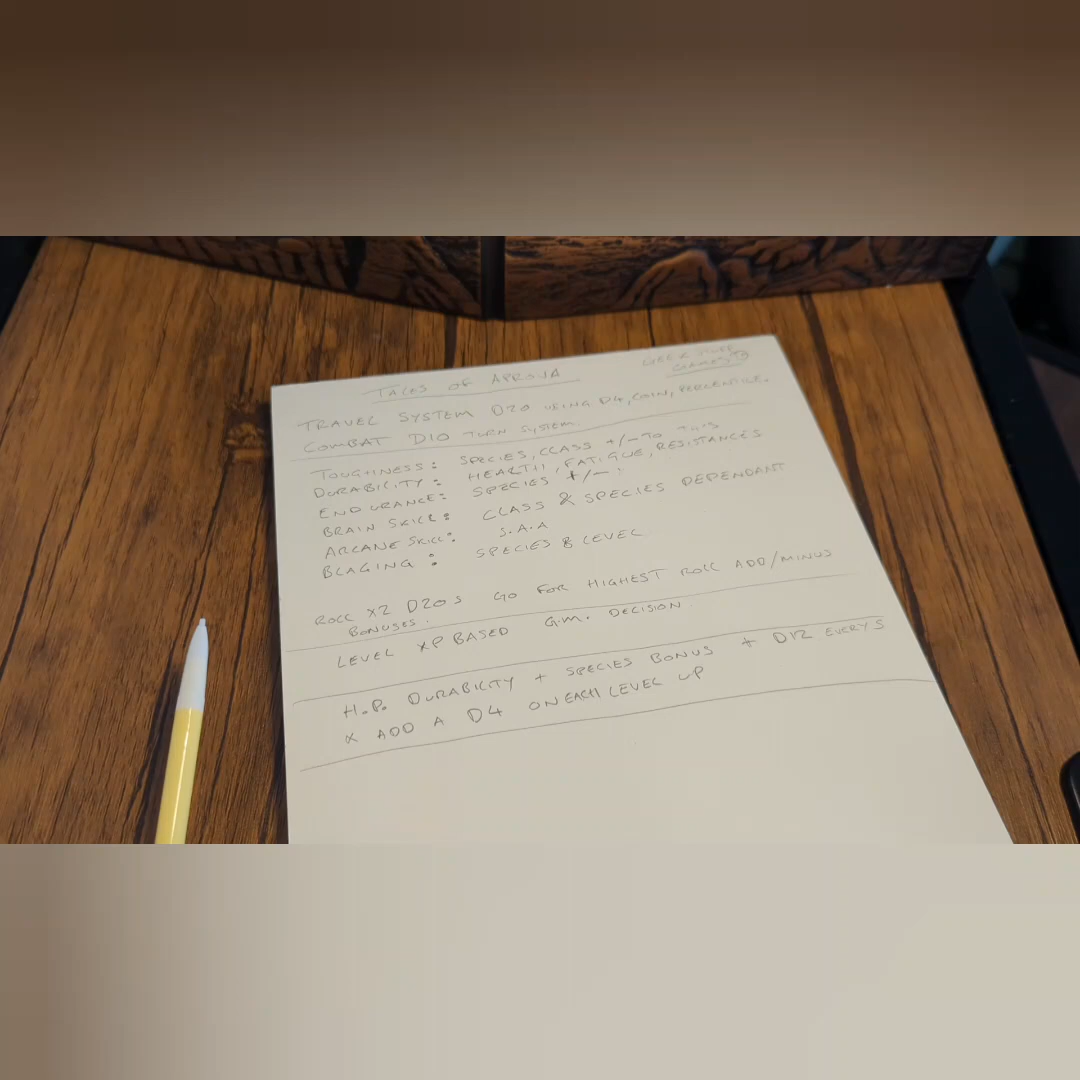 TALES OF APROJA
GEEK
TRAVEL SYSTEM D20 USING D4, COIN, PERCENTILE.
COMBAT D10 TURN SYSTEM.
TOUGHNESS: SPECIES, CLASS +/- TO THIS
DURABILITY: HEALTH, FATIGUE, RESISTANCES
ENDURANCE: SPECIES +/-:
BRAIN SKILL: CLASS & SPECIES DEPENDANT
ARCANE SKILL: S.A.A
BLAGING: SPECIES & LEVEL
ROLL X2 D20S GO FOR HIGHEST ROLL ADD/MINUS
BONUSES.
LEVEL XP BASED G.M. DECISION.
H.P. DURABILITY + SPECIES BONUS + D12 EVERY 5
X ADD A D4 ON EACH LEVEL UP